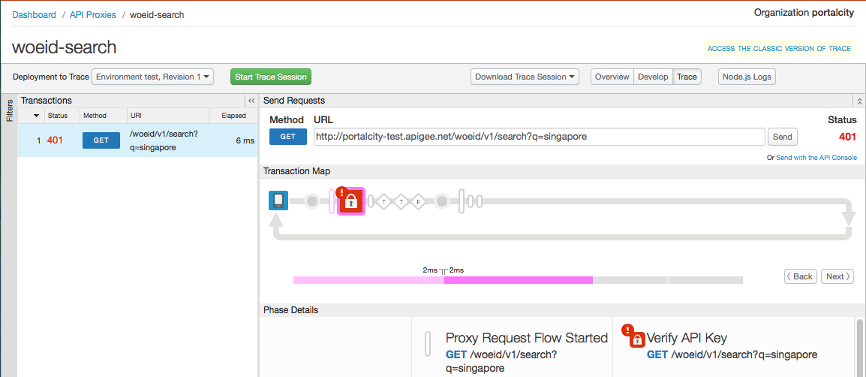 Dashboard / API Proxies / woeid-search
Organization portalcity
woeid-search
ACCESS THE CLASSIC VERSION OF TRACE
Deployment to Trace Environment test, Revision 1 Start Trace Session Download Trace Session Overview Develop Trace Node.js Logs
Filters
Transactions
Status Method URI Elapsed
1 401 GET /woeid/v1/search?
q=singapore 6 ms
Send Requests
Method URL Status
GET http://portalcity-test.apigee.net/woeid/v1/search?q=singapore Send 401
Or Send with the API Console
Transaction Map
T T F
2ms 2ms
Back Next
Phase Details
Proxy Request Flow Started
GET /woeid/v1/search?
q=singapore
Verify API Key
GET /woeid/v1/search?q=singapore